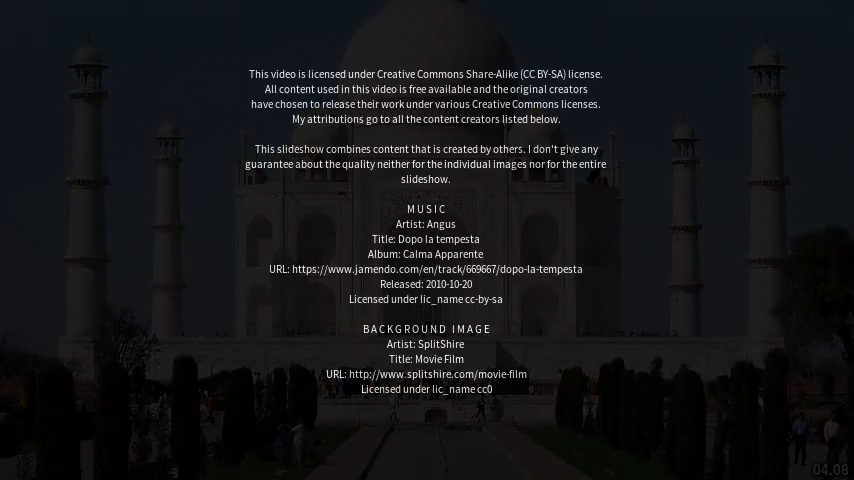 This video is licensed under Creative Commons Share-Alike (CC BY-SA) license.
All content used in this video is free available and the original creators
have chosen to release their work under various Creative Commons licenses.
My attributions go to all the content creators listed below.
This slideshow combines content that is created by others. I don't give any
guarantee about the quality neither for the individual images nor for the entire
slideshow.
MUSIC
Artist: Angus
Title: Dopo la tempesta
Album: Calma Apparente
URL: https://www.jamendo.com/en/track/669667/dopo-la-tempesta
Released: 2010-10-20
Licensed under lic_name cc-by-sa
BACKGROUND IMAGE
Artist: SplitShire
Title: Movie Film
URL: http://www.splitshire.com/movie-film
Licensed under lic_name cc0
04.08